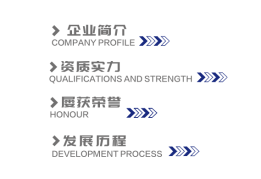 企业简介
COMPANY PROFILE
资质实力
QUALIFICATIONS AND STRENGTH
屡获荣誉
HONOUR
发展历程
DEVELOPMENT PROCESS